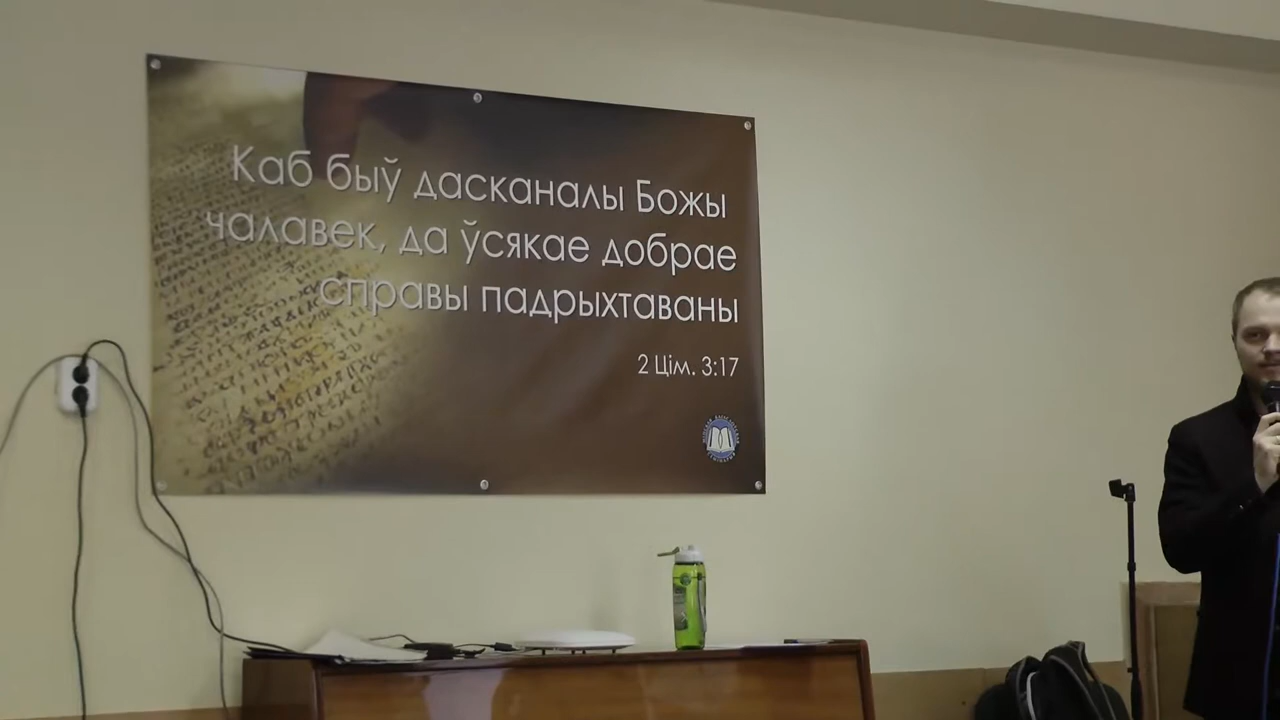 Каб быў дасканалы Божы
чалавек, да ўсякае добрае
справы падрыхтаваны
2 Цім. 3:17